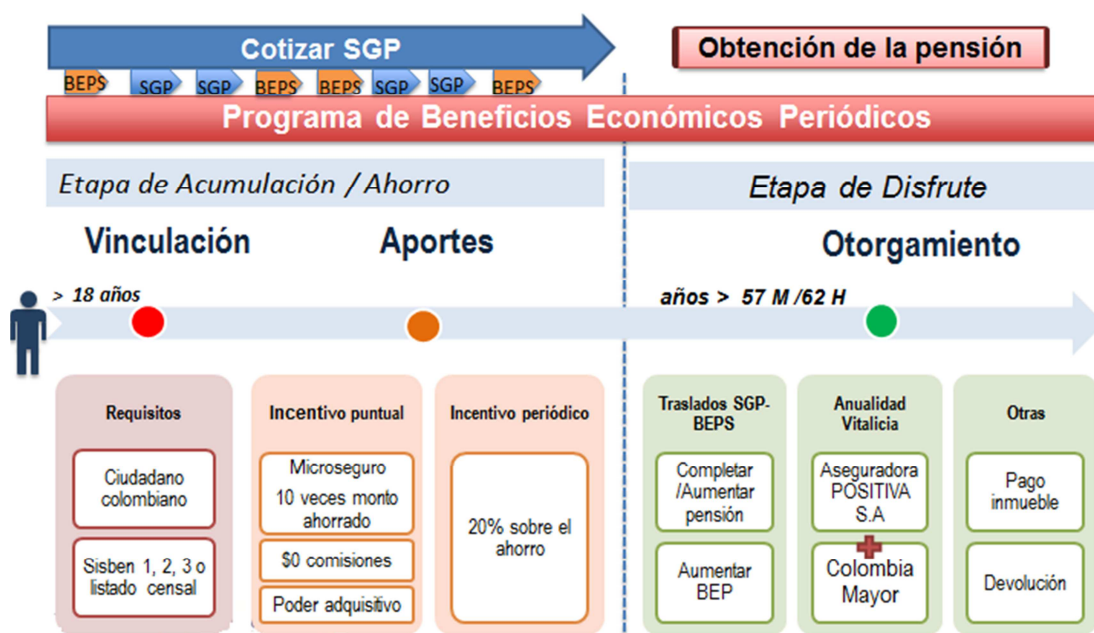 Cotizar SGP
Obtención de la pensión
BEPS SGP SGP BEPS BEPS SGP SGP BEPS
Programa de Beneficios Económicos Periódicos
Etapa de Acumulación / Ahorro
Etapa de Disfrute
Vinculación
Aportes
Otorgamiento
> 18 años
años > 57 M /62 H
Requisitos
Ciudadano
colombiano
Sisben 1, 2, 3 o
listado censal
Incentivo puntual
Microseguro
10 veces monto
ahorrado
$0 comisiones
Poder adquisitivo
Incentivo periódico
20% sobre el
ahorro
Traslados SGP-
BEPS
Completar
/Aumentar
pensión
Aumentar
BEP
Anualidad
Vitalicia
Aseguradora
POSITIVA
S.A
Colombia
Mayor
Otras
Pago
inmueble
Devolución